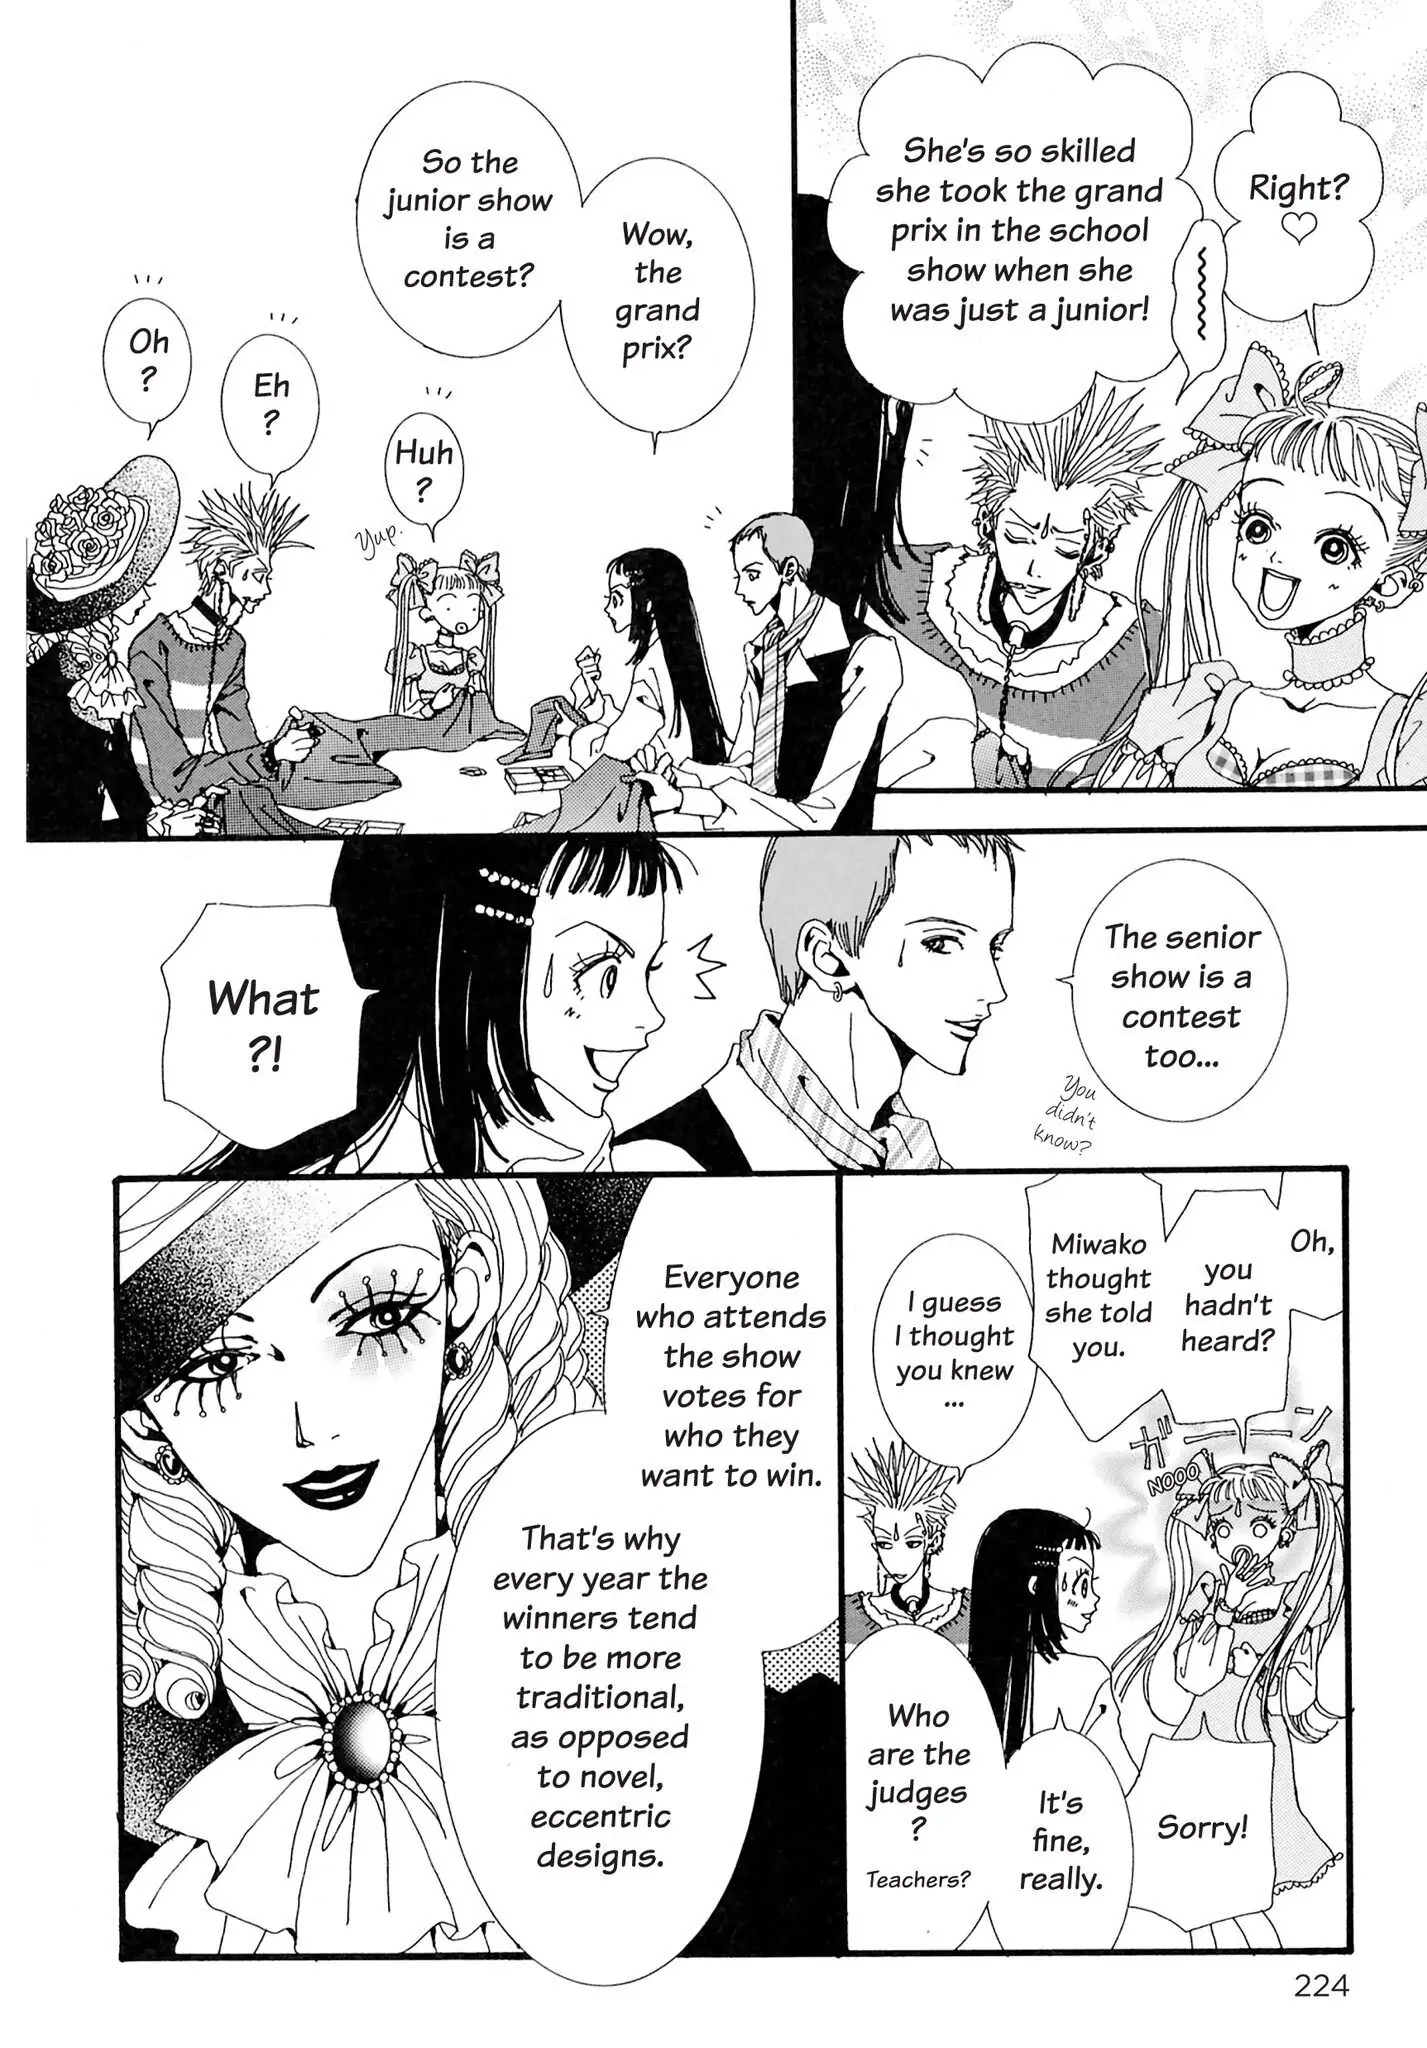 Right?
♡
She's so skilled
she took the grand
prix in the school
show when she
was just a junior!
Wow,
the
grand
prix?
So the
junior show
is a
contest?
Huh
?
Yup.
Eh
?
Oh
?
The senior
show is a
contest
too...
You
didn't
know?
What
?!
Oh,
you
hadn't
heard?
Miwako
thought
she told
you.
ガーーン
NOOO
I guess
I thought
you knew
...
Sorry!
It's
fine,
really.
Who
are the
judges
?
Teachers?
Everyone
who attends
the show
votes for
who they
want to win.
That's why
every year the
winners tend
to be more
traditional,
as opposed
to novel,
eccentric
designs.
224